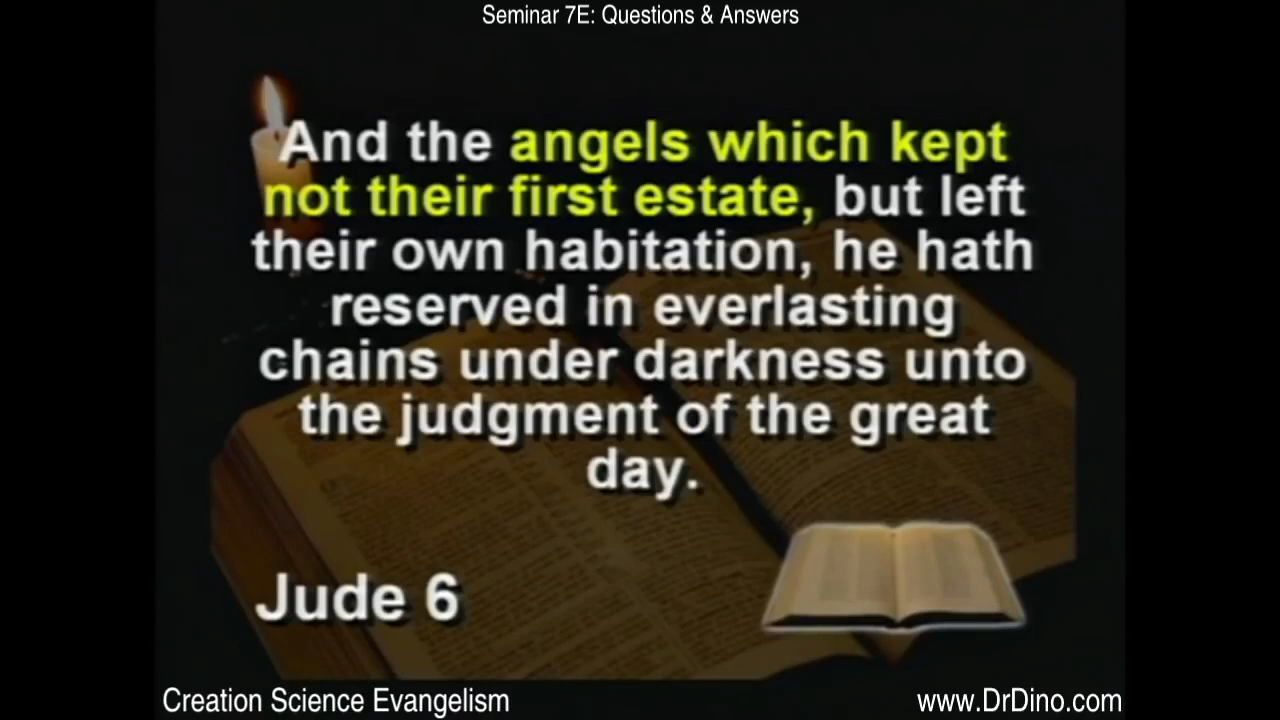 Seminar 7E: Questions & Answers
And the angels which kept
not their first estate, but left
their own habitation, he hath
reserved in everlasting
chains under darkness unto
the judgment of the great
day.
Jude 6
Creation Science Evangelism
www.DrDino.com